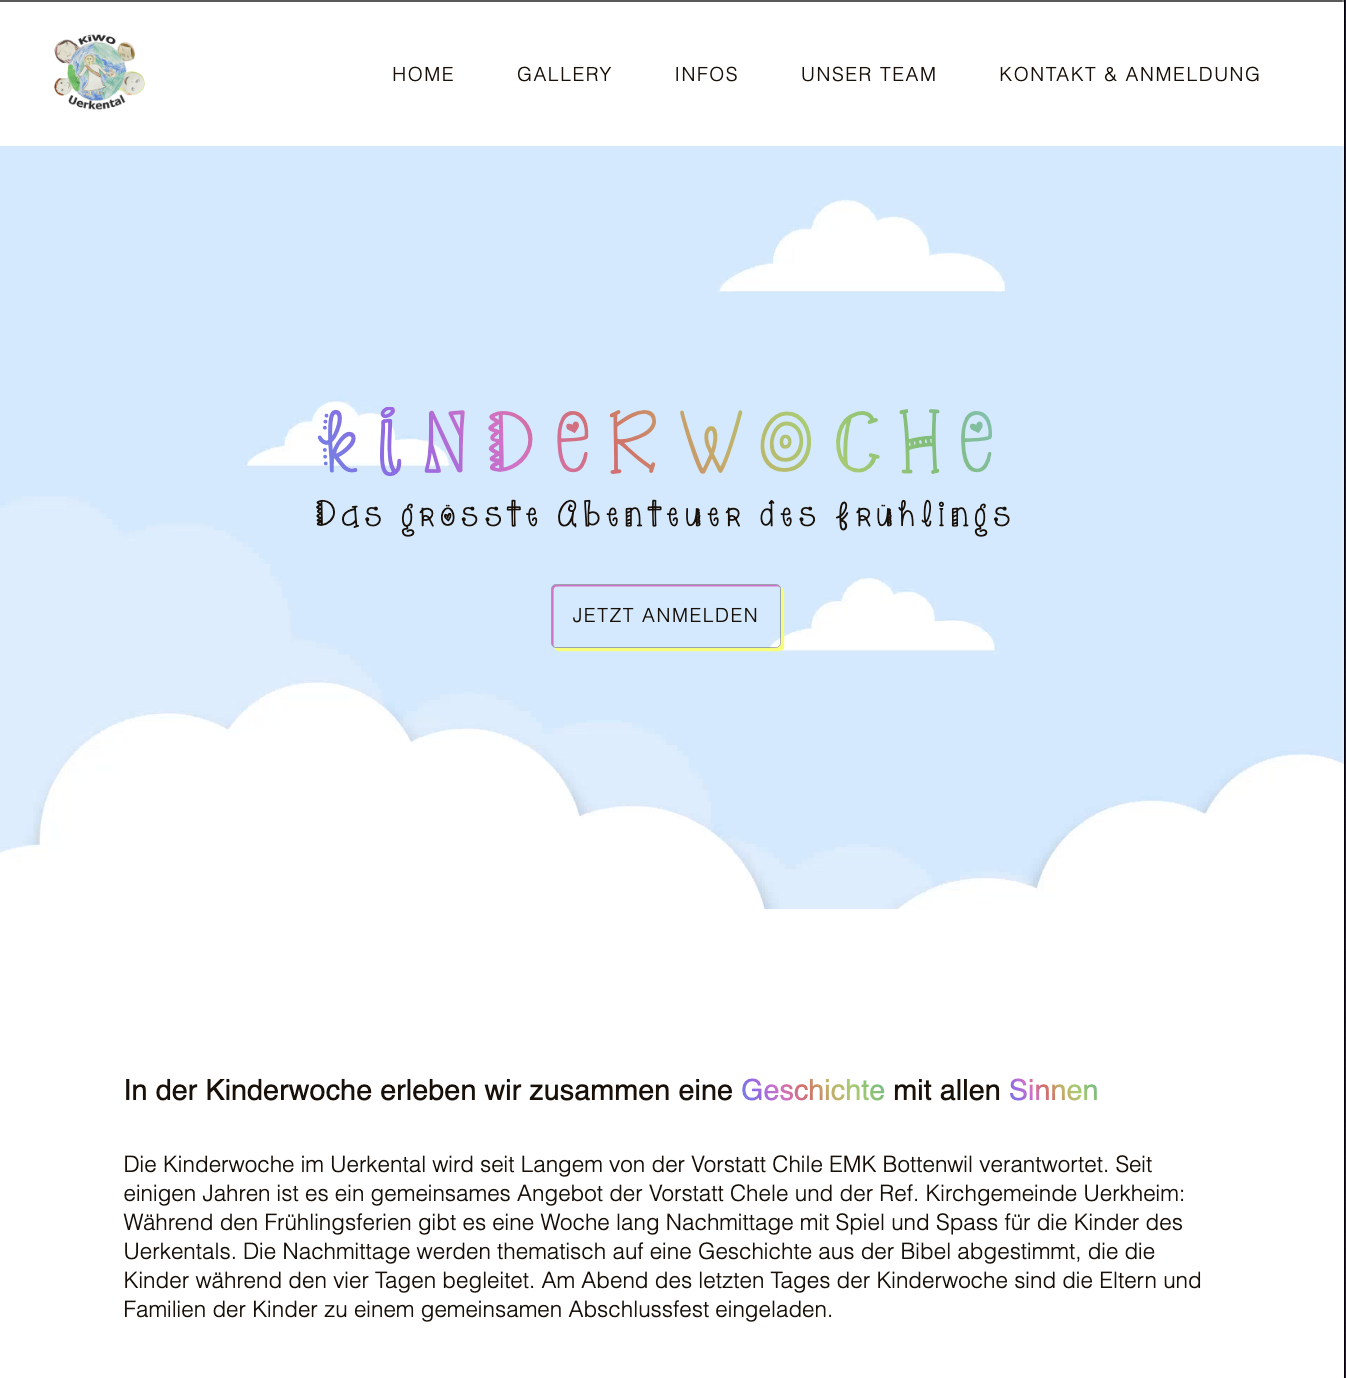 KiWO
Uerkental
HOME GALLERY INFOS UNSER TEAM KONTAKT & ANMELDUNG
KINDERWOCHE
Das grösste Abenteuer des frühlings
JETZT ANMELDEN
In der Kinderwoche erleben wir zusammen eine Geschichte mit allen Sinnen
Die Kinderwoche im Uerkental wird seit Langem von der Vorstatt Chile EMK Bottenwil verantwortet. Seit
einigen Jahren ist es ein gemeinsames Angebot der Vorstatt Chele und der Ref. Kirchgemeinde Uerkheim:
Während den Frühlingsferien gibt es eine Woche lang Nachmittage mit Spiel und Spass für die Kinder des
Uerkentals. Die Nachmittage werden thematisch auf eine Geschichte aus der Bibel abgestimmt, die die
Kinder während den vier Tagen begleitet. Am Abend des letzten Tages der Kinderwoche sind die Eltern und
Familien der Kinder zu einem gemeinsamen Abschlussfest eingeladen.